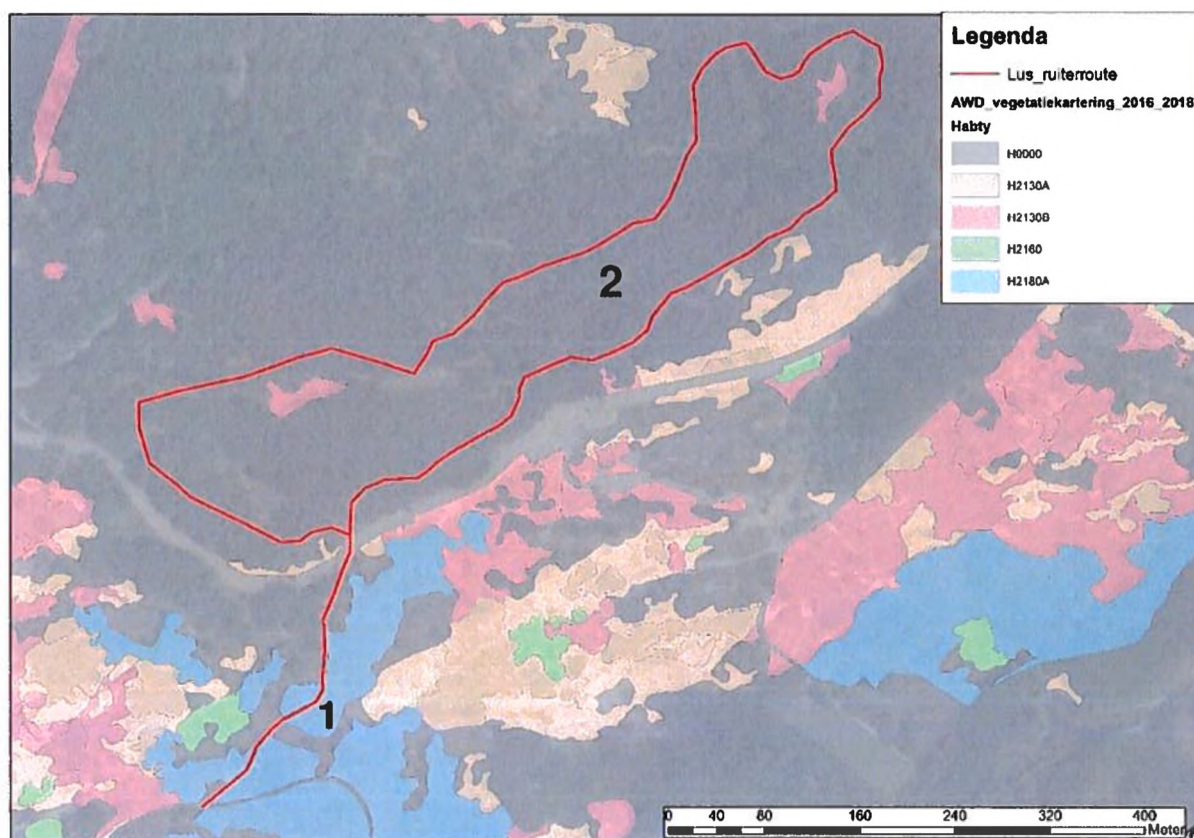 Legenda
Lus_ruiterroute
AWD_vegetatiekartering_2016_2018
Habty
H0000
H2130A
H2130B
H2160
H2180A
2
1
0 40 80 160 240 320 400
Meter